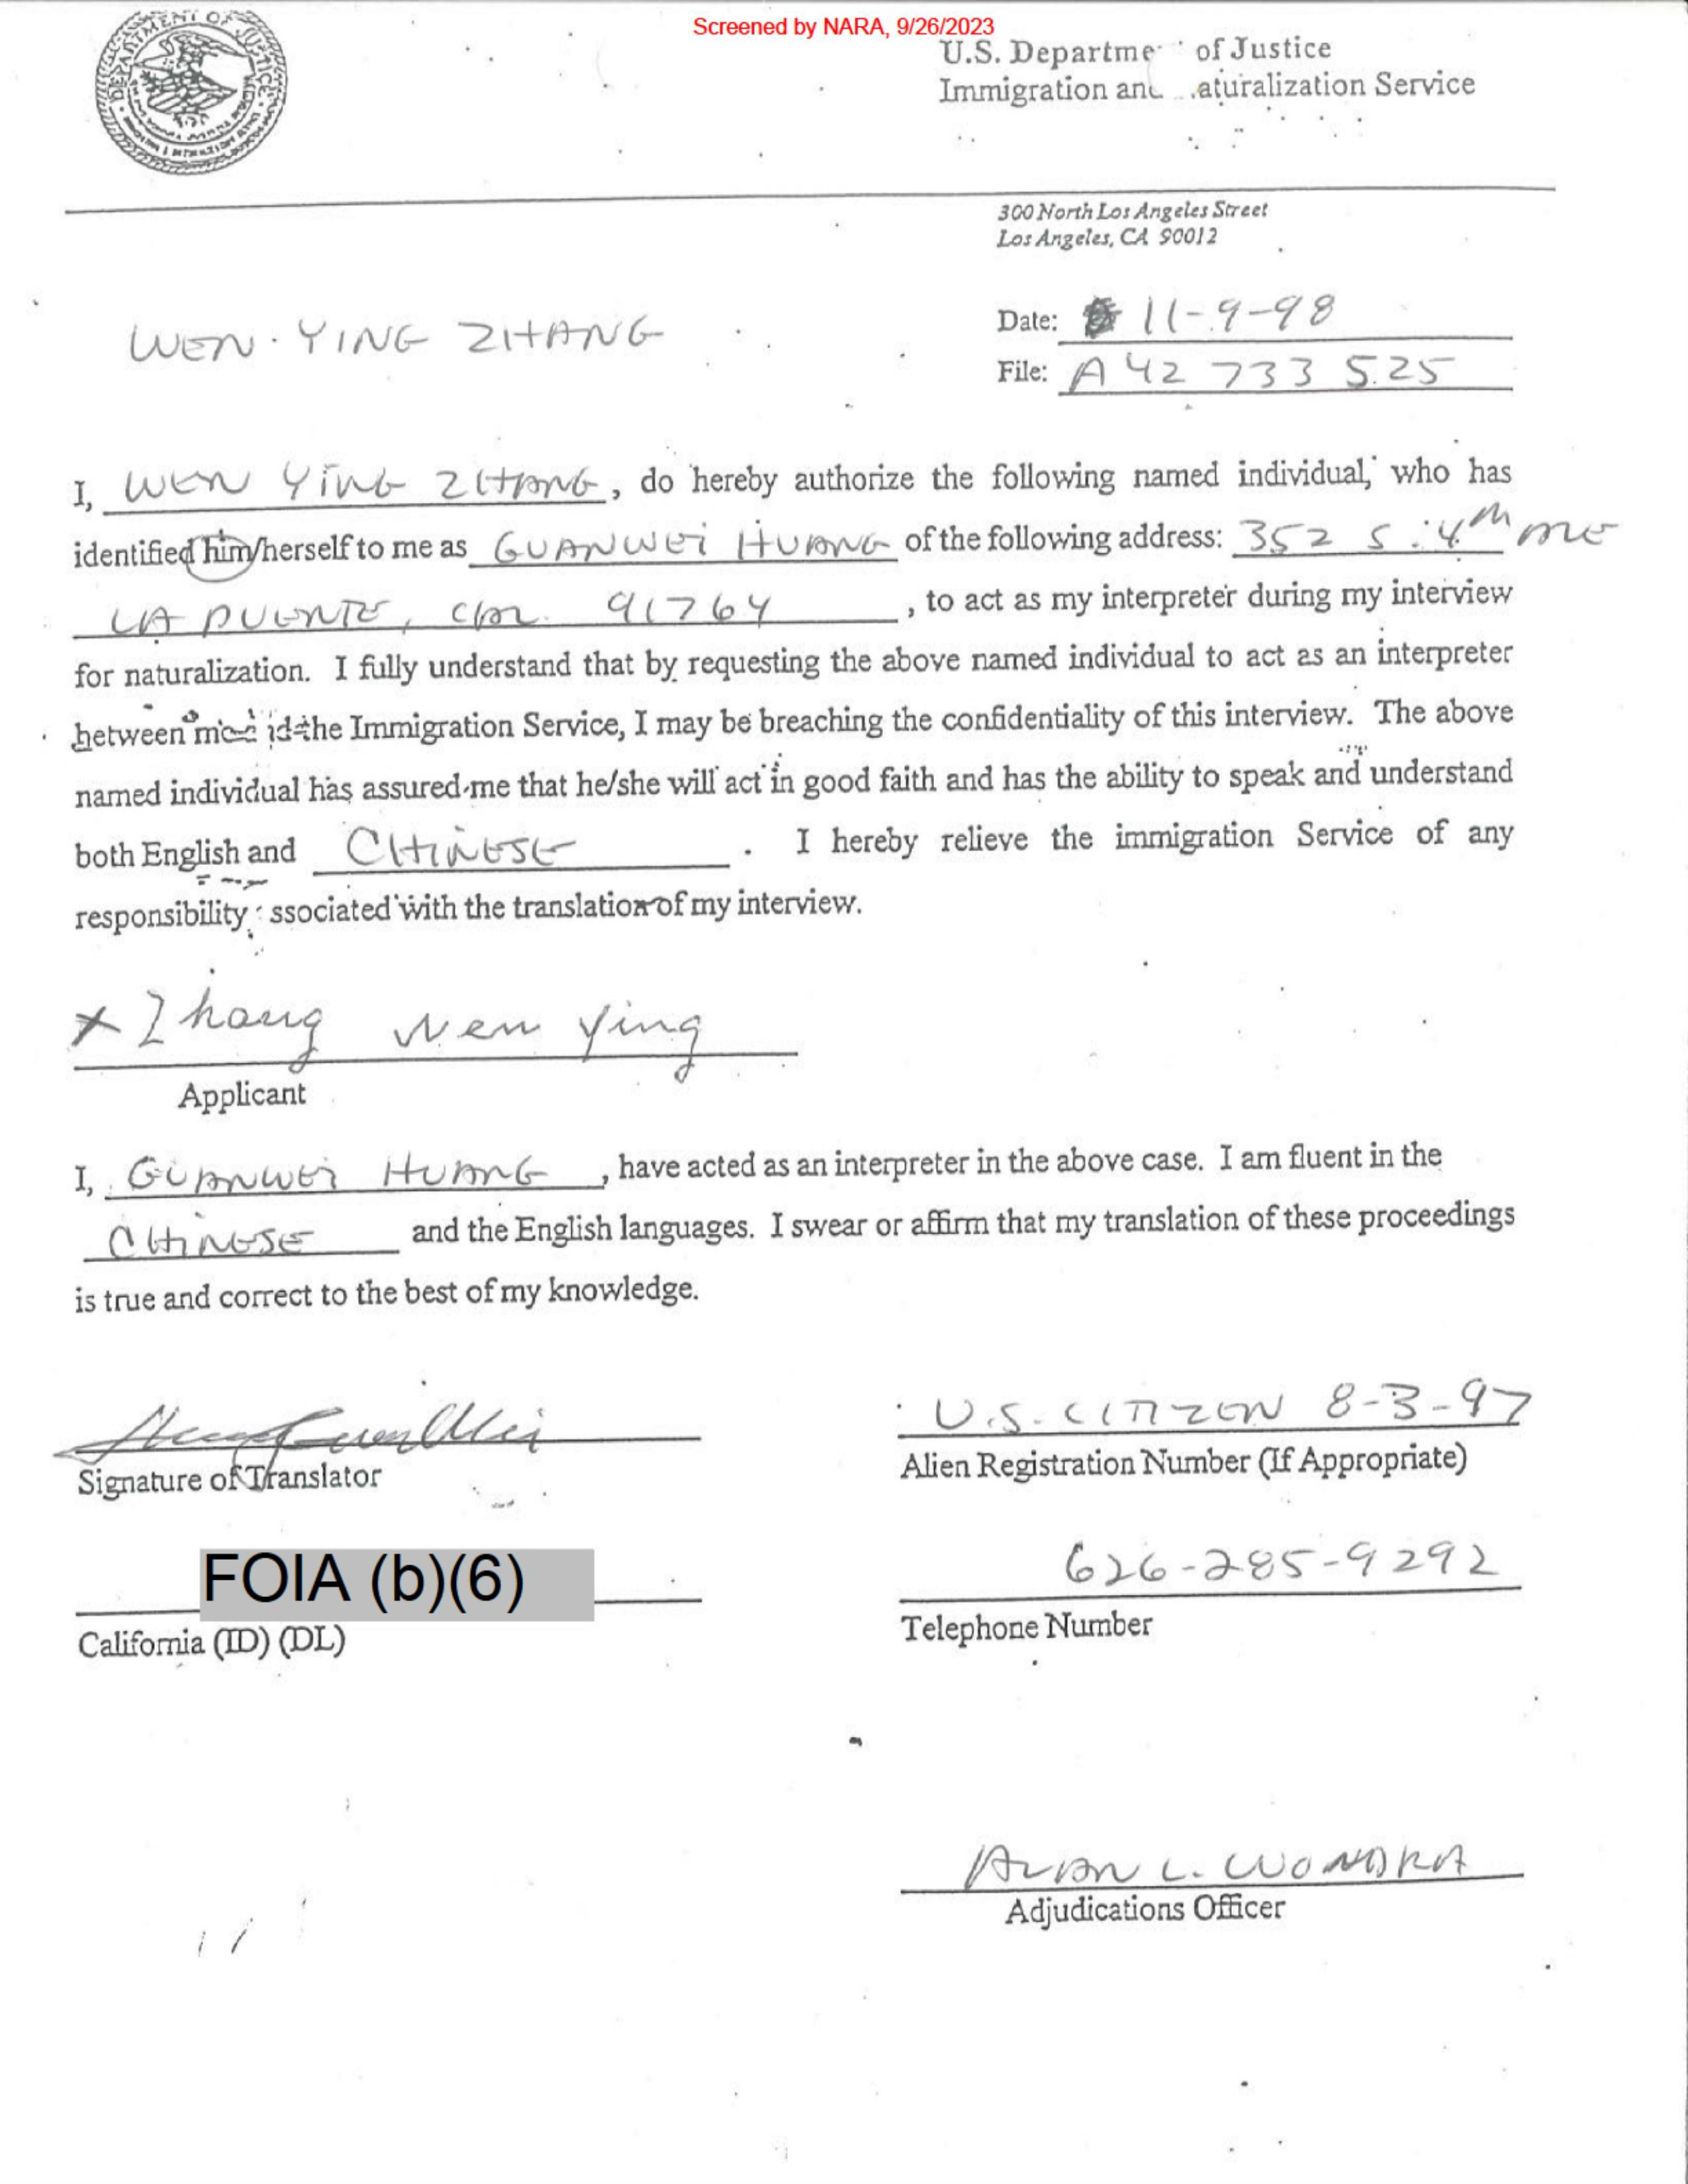 Screened by NARA, 9/26/2023
DEPARTMENT OF JUSTICE
U.S. Departme of Justice
Immigration and aturalization Service
300 North Los Angeles Street
Los Angeles, CA 90012
WEN-YING ZHANG
Date: 11-9-98
File: A 42 733 525
I, WEN YING ZHANG, do hereby authorize the following named individual, who has
identified him/herself to me as GUANWEI HUANG of the following address: 352 S. 4th AVE
LA PUENTE, CAL. 91764, to act as my interpreter during my interview
for naturalization. I fully understand that by requesting the above named individual to act as an interpreter
between the Immigration Service, I may be breaching the confidentiality of this interview. The above
named individual has assured me that he/she will act in good faith and has the ability to speak and understand
both English and CHINESE. I hereby relieve the immigration Service of any
responsibility ssociated with the translation of my interview.
x Zhang Wen Ying
Applicant
I, GUANWEI HUANG, have acted as an interpreter in the above case. I am fluent in the
CHINESE and the English languages. I swear or affirm that my translation of these proceedings
is true and correct to the best of my knowledge.
U.S. CITIZEN 8-3-97
Signature of Translator
Alien Registration Number (If Appropriate)
FOIA (b)(6)
626-285-9292
California (ID) (DL)
Telephone Number
ALAN L. WONDRA
Adjudications Officer